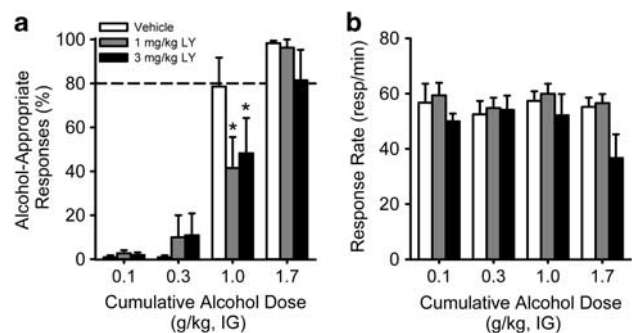 a
Vehicle
1 mg/kg LY
3 mg/kg LY
Alcohol-Appropriate
Responses (%)
100
80
60
40
20
0
* *
0.1 0.3 1.0 1.7
Cumulative Alcohol Dose
(g/kg, IG)
b
Response Rate (resp/min)
80
60
40
20
0
0.1 0.3 1.0 1.7
Cumulative Alcohol Dose
(g/kg, IG)